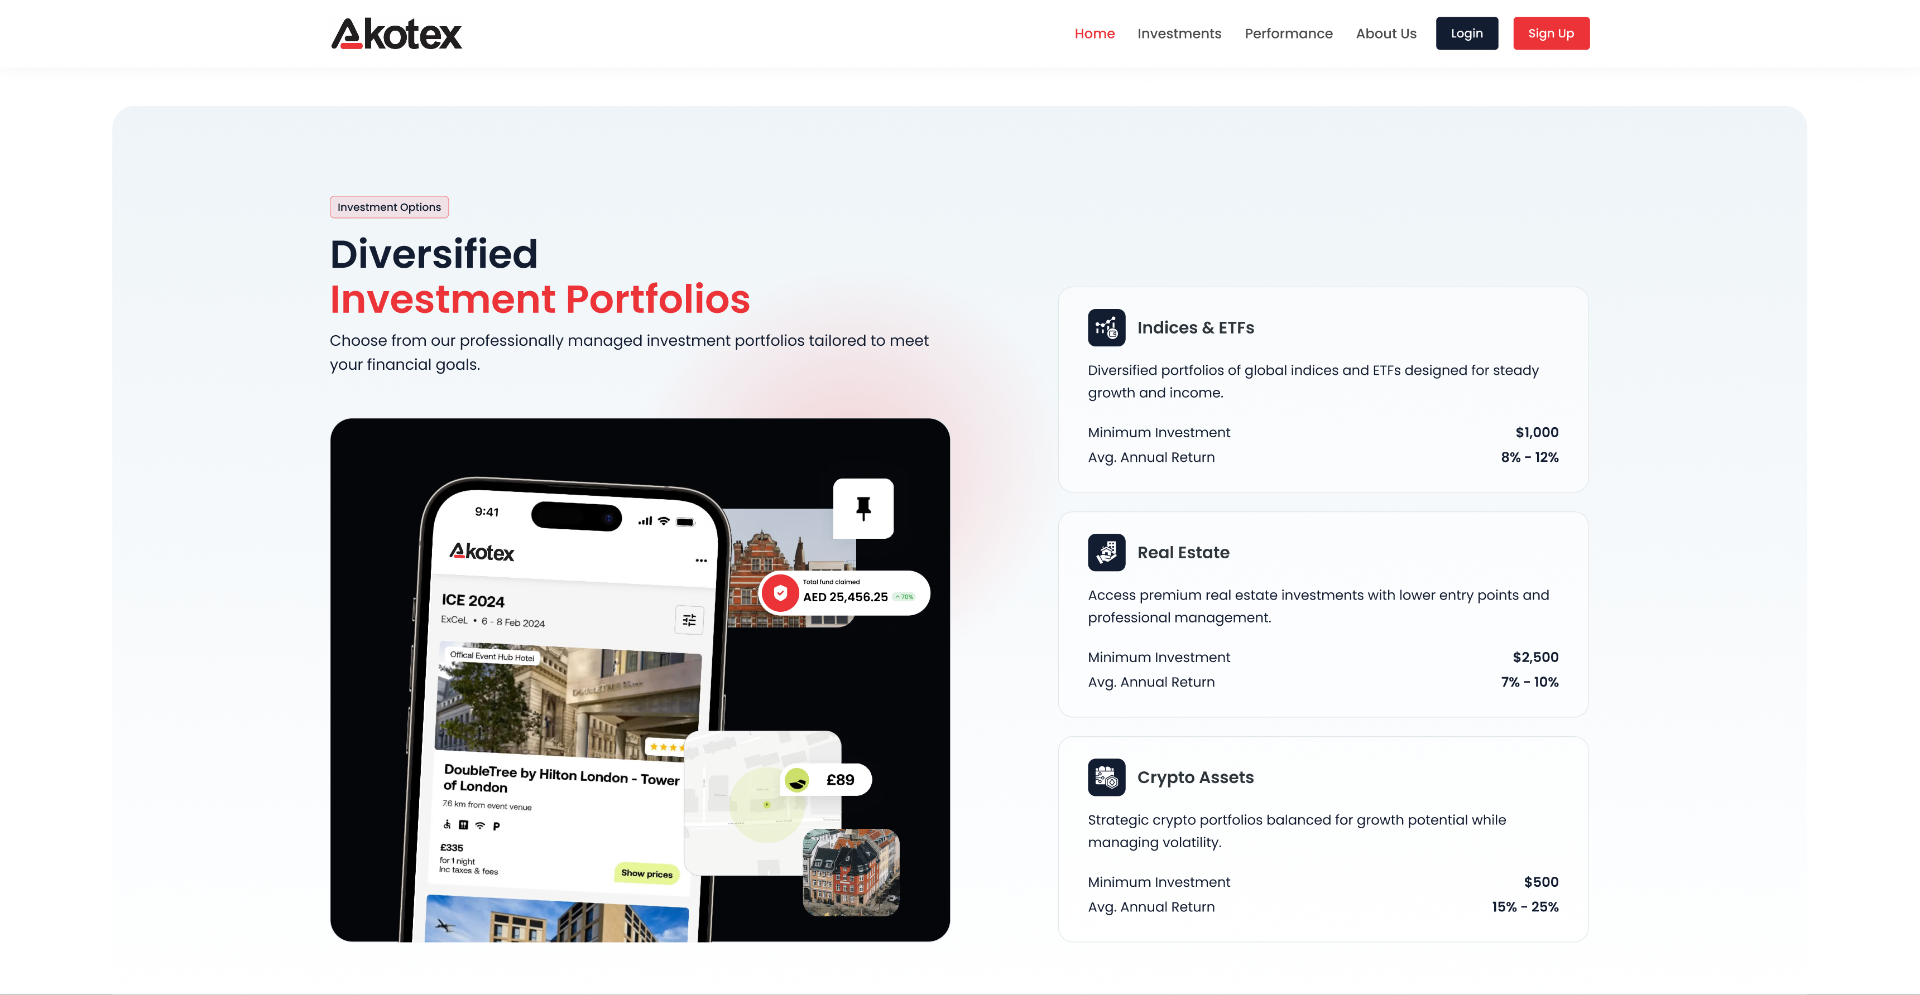 Akotex
Home
Investments
Performance
About Us
Login
Sign Up
Investment Options
Diversified
Investment Portfolios
Choose from our professionally managed investment portfolios tailored to meet
your financial goals.
9:41
Akotex
ICE 2024
ExCeL • 6 - 8 Feb 2024
Offical Event Hub Hotel
DOUBLETREE
DoubleTree by Hilton London - Tower
of London
7.6 km from event venue
P
£335
for 1 night
Inc taxes & fees
Show prices
Total fund claimed
AED 25,456.25
70%
£89
Indices & ETFs
Diversified portfolios of global indices and ETFs designed for steady
growth and income.
Minimum Investment $1,000
Avg. Annual Return 8% - 12%
Real Estate
Access premium real estate investments with lower entry points and
professional management.
Minimum Investment $2,500
Avg. Annual Return 7% - 10%
Crypto Assets
Strategic crypto portfolios balanced for growth potential while
managing volatility.
Minimum Investment $500
Avg. Annual Return 15% - 25%